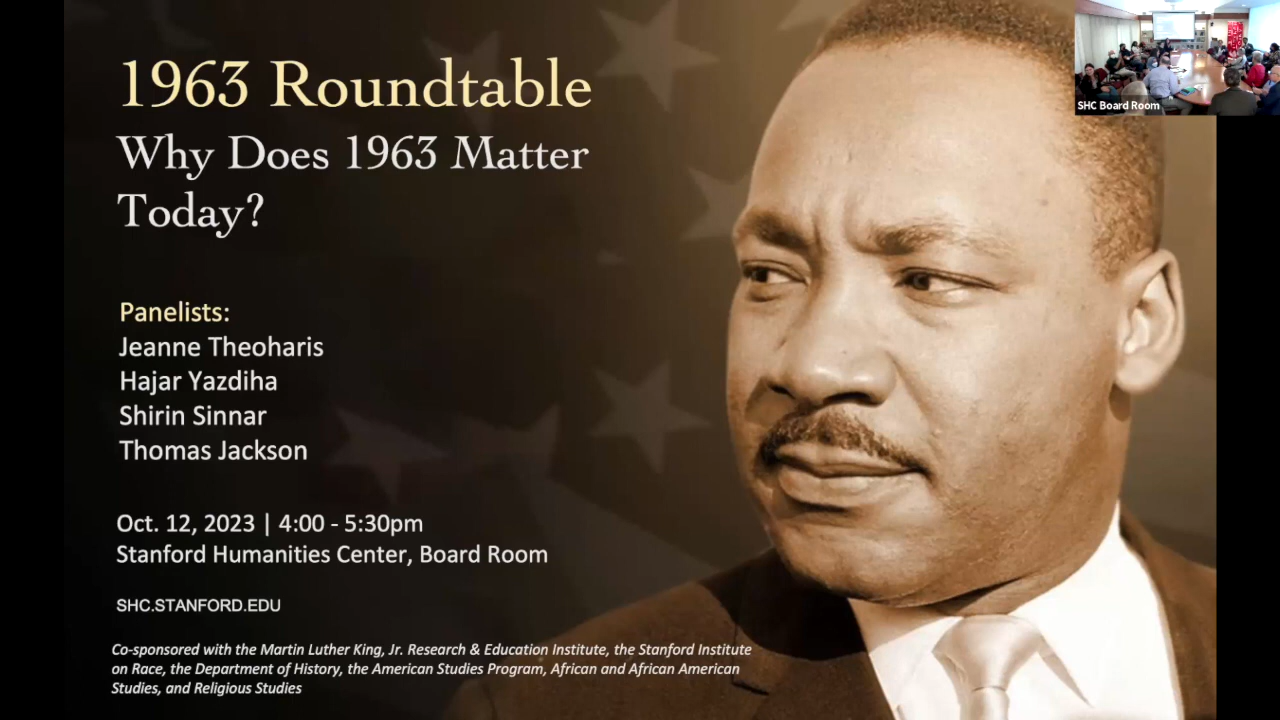 1963 Roundtable
Why Does 1963 Matter
Today?
Panelists:
Jeanne Theoharis
Hajar Yazdiha
Shirin Sinnar
Thomas Jackson
Oct. 12, 2023 | 4:00 - 5:30pm
Stanford Humanities Center, Board Room
SHC.STANFORD.EDU
Co-sponsored with the Martin Luther King, Jr. Research & Education Institute, the Stanford Institute
on Race, the Department of History, the American Studies Program, African and African American
Studies, and Religious Studies
SHC Board Room